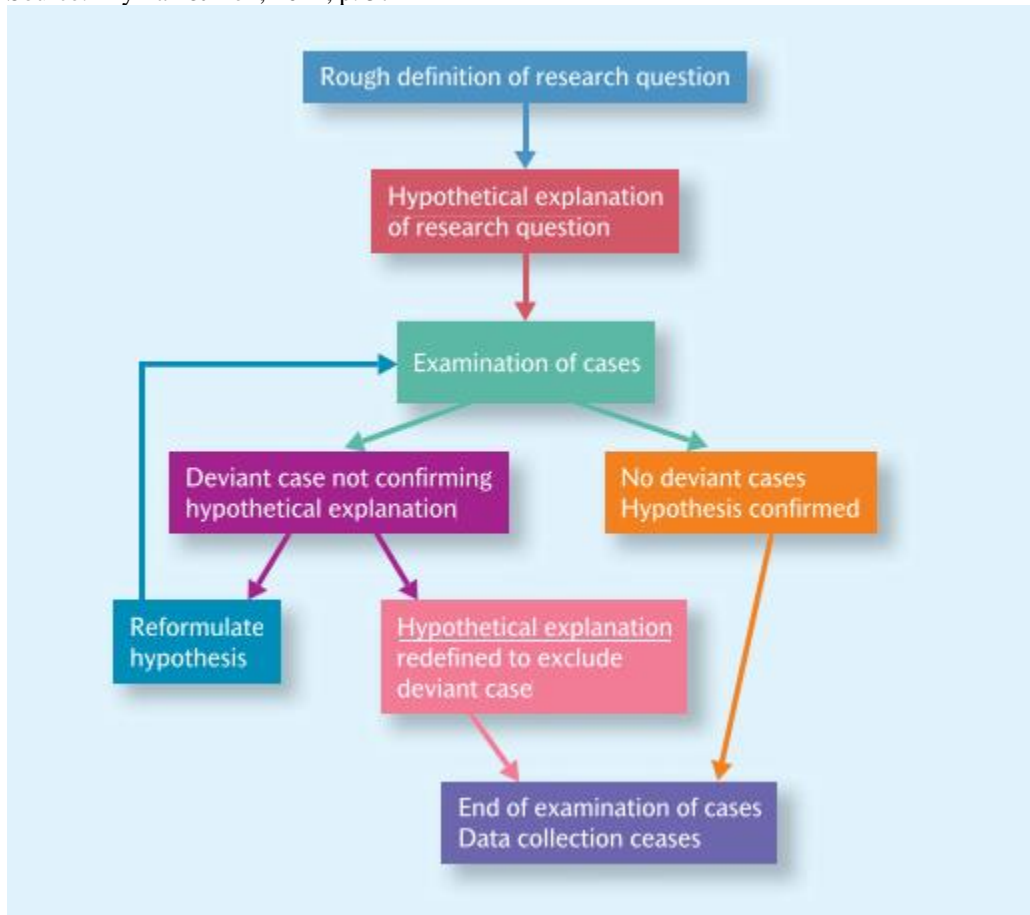 Rough definition of research question
Hypothetical explanation
of research question
Examination of cases
Deviant case not confirming
hypothetical explanation
No deviant cases
Hypothesis confirmed
Reformulate
hypothesis
Hypothetical explanation
redefined to exclude
deviant case
End of examination of cases
Data collection ceases